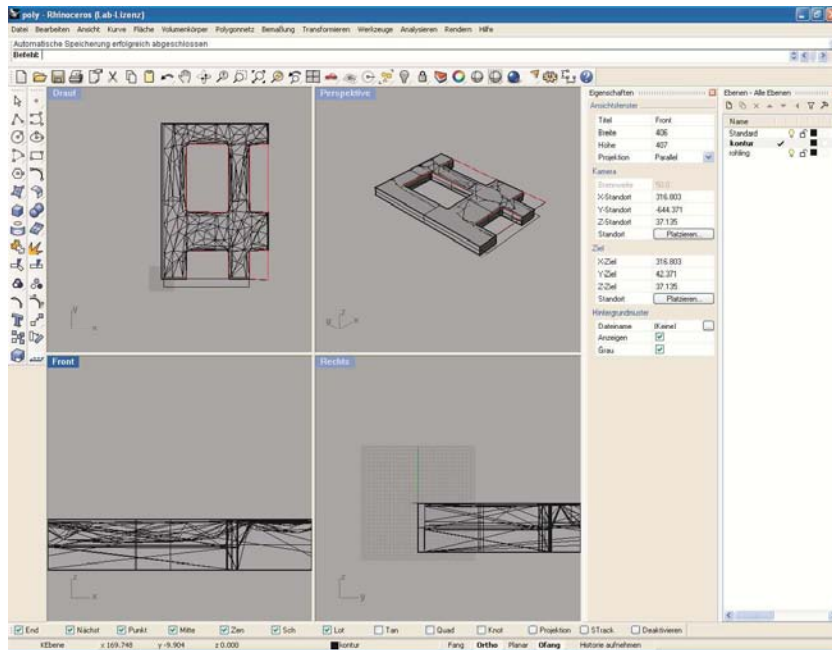 poly - Rhinoceros (Lab-Lizenz)
Datei Bearbeiten Ansicht Kurve Fläche Volumenkörper Polygonnetz Bemaßung Transformieren Werkzeuge Analysieren Rendern Hilfe
Automatische Speicherung erfolgreich abgeschlossen
Befehl:
Drauf
Perspektive
Front
Rechts
Eigenschaften
Ansichtsfenster
Titel Front
Breite 406
Höhe 407
Projektion Parallel
Kamera
Brennweite 50.0
X-Standort 316.803
Y-Standort -644.371
Z-Standort 37.135
Standort Platzieren...
Ziel
X-Ziel 316.803
Y-Ziel 42.371
Z-Ziel 37.135
Standort Platzieren...
Hintergrundmuster
Dateiname (Keine)
Anzeigen
Grau
Ebenen - Alle Ebenen
Name
Standard
kontur
rohling
y x
z y x
z x
z y
End Nächst Punkt Mitte Zen Sch Lot Tan Quad Knot Projektion STrack Deaktivieren
KEbene x 169.748 y -9.904 z 0.000 kontur Fang Ortho Planar Ofang Historie aufnehmen